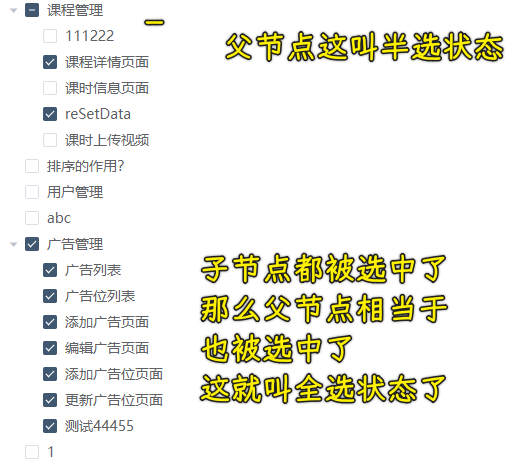 课程管理
父节点这叫半选状态
111222
课程详情页面
课时信息页面
reSetData
课时上传视频
排序的作用?
用户管理
abc
广告管理
子节点都被选中了
那么父节点相当于
也被选中了
这就叫全选状态了
广告列表
广告位列表
添加广告页面
编辑广告页面
添加广告位页面
更新广告位页面
测试44455
1